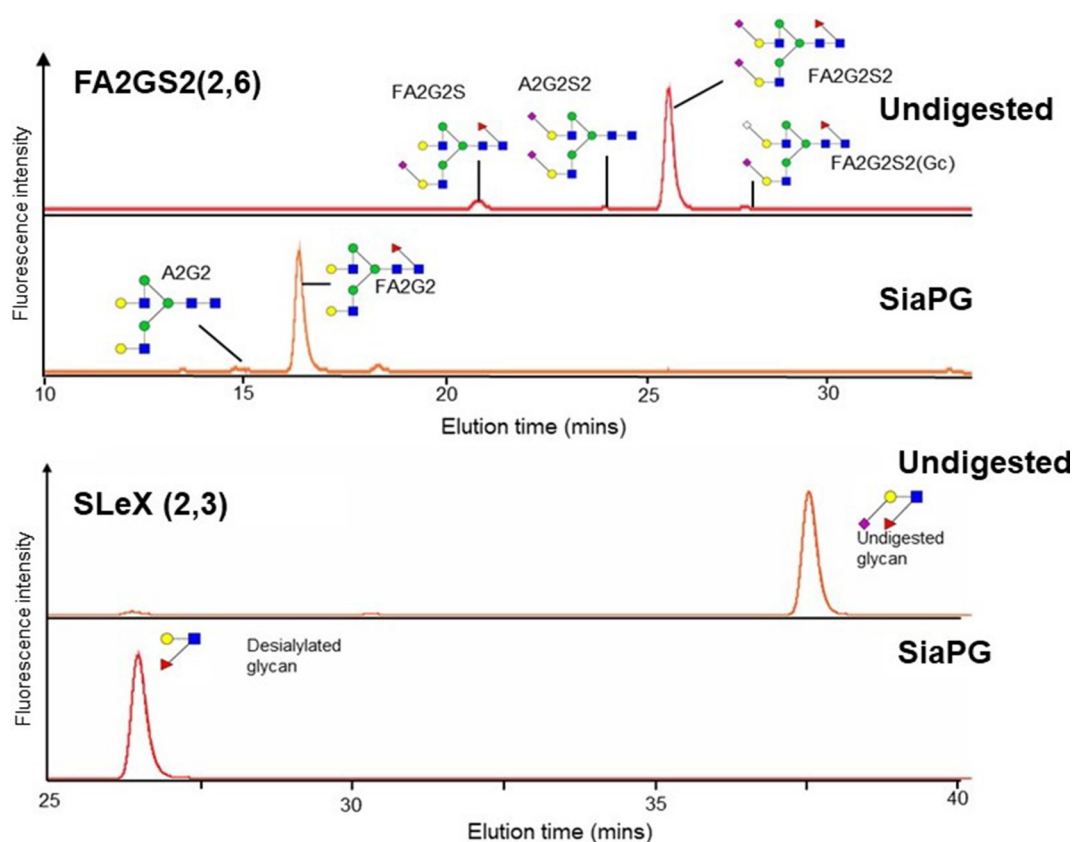 FA2GS2(2,6)
FA2G2S
A2G2S2
FA2G2S2
Undigested
FA2G2S2(Gc)
Fluorescence intensity
A2G2
FA2G2
SiaPG
10 15 20 25 30
Elution time (mins)
Undigested
SLeX (2,3)
Undigested
glycan
Fluorescence intensity
Desialylated
glycan
SiaPG
25 30 35 40
Elution time (mins)